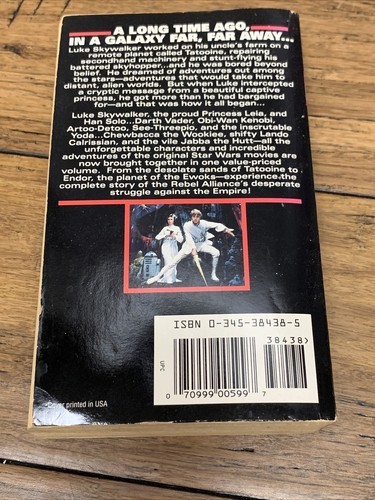 A LONG TIME AGO,
IN A GALAXY FAR, FAR AWAY...
Luke Skywalker worked on his uncle's farm on a
remote planet called Tatooine, repairing
secondhand machinery and stunt-flying his
battered skyhopper...and he was bored beyond
belief. He dreamed of adventures out among
the stars—adventures that would take him to
distant, alien worlds. But when Luke intercepted
a cryptic message from a beautiful captive
princess, he got more than he had bargained
for—and that was how it all began...
Luke Skywalker, the proud Princess Leia, and
Han Solo...Darth Vader, Obi-Wan Kenobi,
Artoo-Detoo, See-Threepio, and the inscrutable
Yoda...Chewbacca the Wookiee, shifty Lando
Calrissian, and the vile Jabba the Hutt—all the
unforgettable characters and incredible
adventures of the original Star Wars movies are
now brought together in one value-priced
volume. From the desolate sands of Tatooine to
Endor, the planet of the Ewoks—experience the
complete story of the Rebel Alliance's desperate
struggle against the Empire!
ISBN 0-345-38438-5
38438>
UPC
0 70999 00599 7
Cover printed in USA